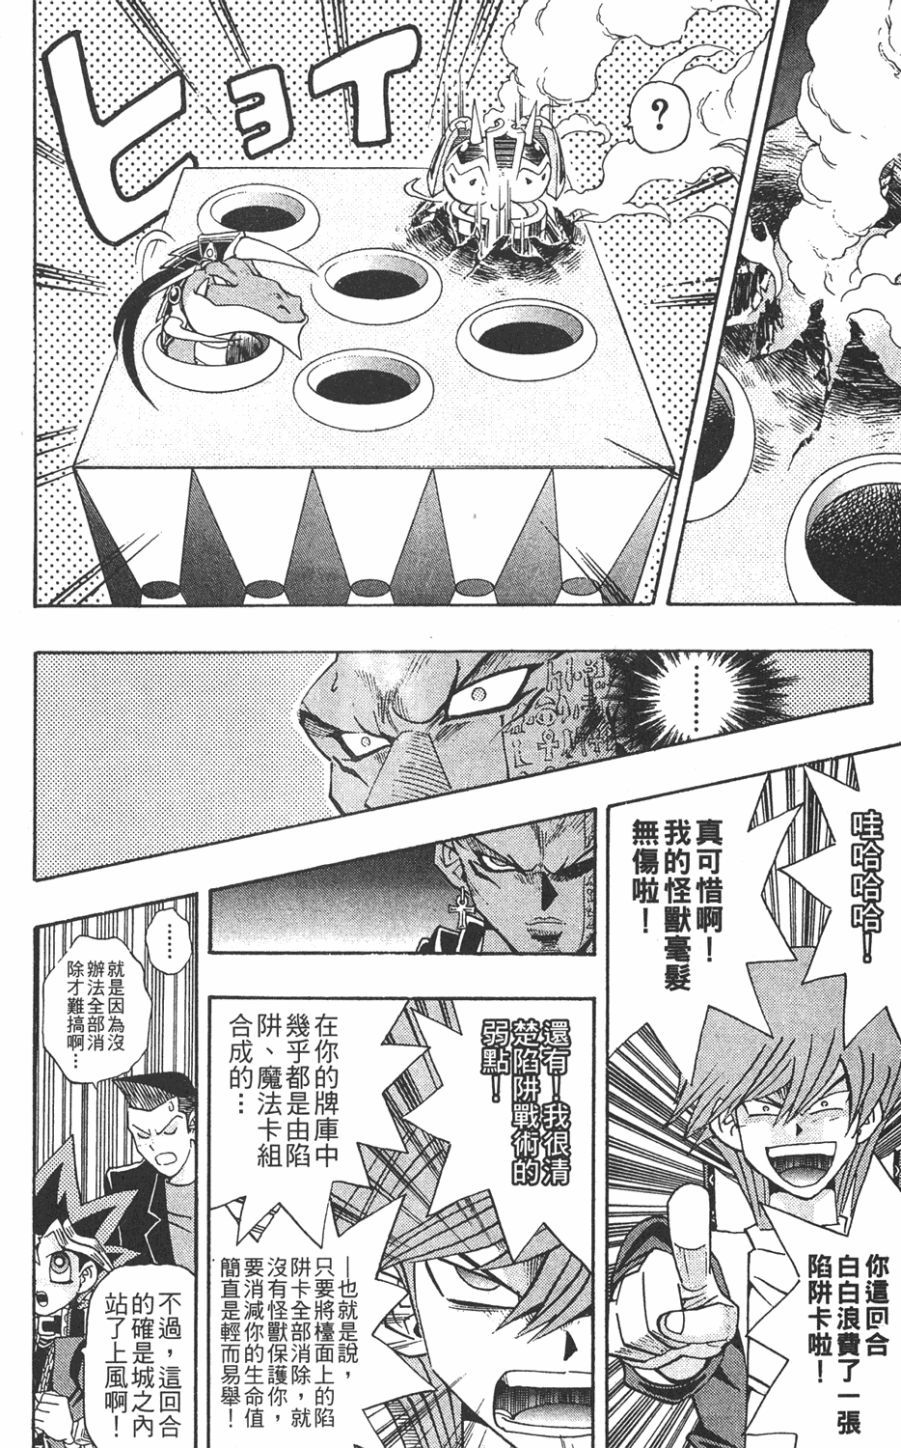 ?
ヒョイ
………
哇哈哈哈！
真可惜啊！
我的怪獸毫髮
無傷啦！
你這回合
白白浪費了一張
陷阱卡啦！
還有！我很清
楚陷阱戰術的
弱點！
在你的牌庫中
幾乎都是由陷
阱、魔法卡組
合成的…
—也就是說，
只要將檯面上的陷
阱卡全部消除，就
沒有怪獸保護你，
要消減你的生命值
簡直是輕而易舉！
……
就是因為沒
辦法全部消
除才難搞啊…
不過，這回合
的確是城之內
站了上風啊！